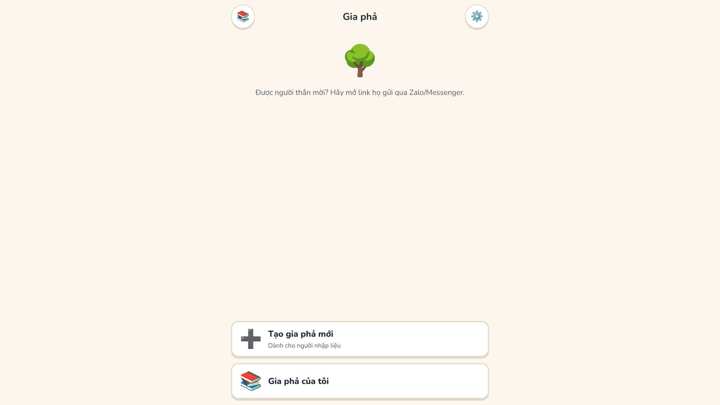 Gia phả
Được người thân mời? Hãy mở link họ gửi qua Zalo/Messenger.
Tạo gia phả mới
Dành cho người nhập liệu
Gia phả của tôi